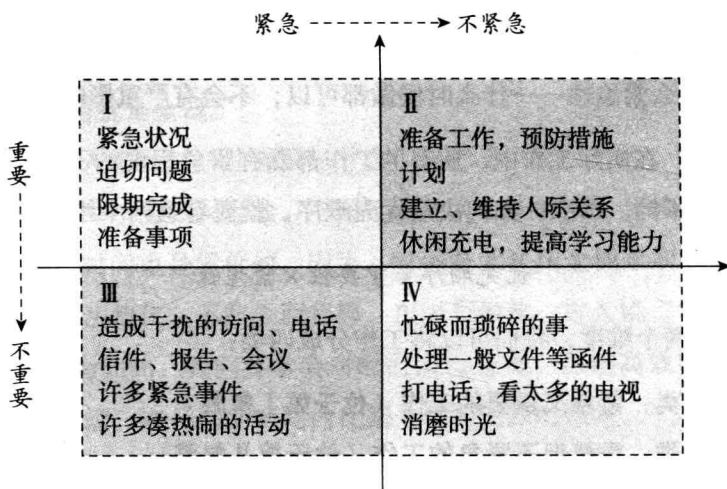 紧急 不紧急
重要
不重要
Ⅰ
紧急状况
迫切问题
限期完成
准备事项
Ⅱ
准备工作，预防措施
计划
建立、维持人际关系
休闲充电，提高学习能力
Ⅲ
造成干扰的访问、电话
信件、报告、会议
许多紧急事件
许多凑热闹的活动
Ⅳ
忙碌而琐碎的事
处理一般文件等函件
打电话，看太多的电视
消磨时光